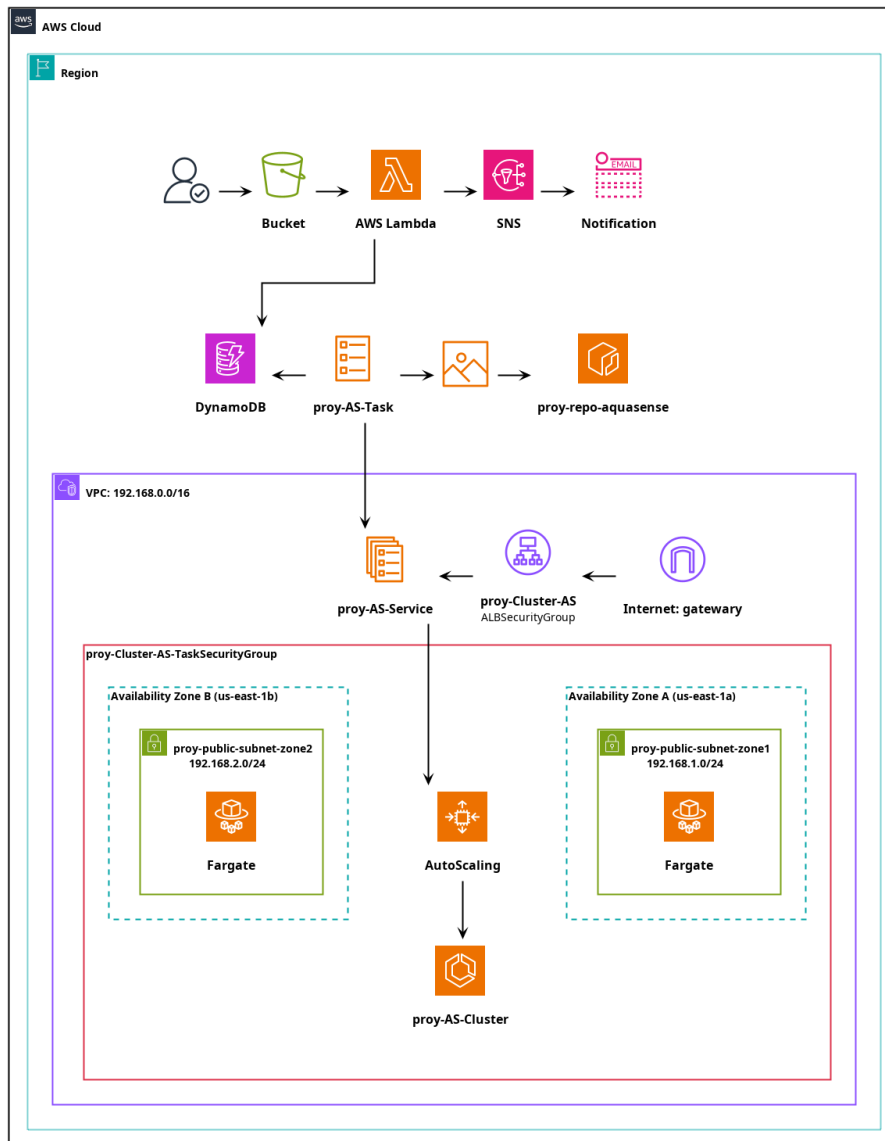 aws
AWS Cloud
Region
EMAIL
Bucket
AWS Lambda
SNS
Notification
DynamoDB
proy-AS-Task
proy-repo-aquasense
VPC: 192.168.0.0/16
proy-AS-Service
proy-Cluster-AS
ALBSecurityGroup
Internet: gatewary
proy-Cluster-AS-TaskSecurityGroup
Availability Zone B (us-east-1b)
proy-public-subnet-zone2
192.168.2.0/24
Fargate
Availability Zone A (us-east-1a)
proy-public-subnet-zone1
192.168.1.0/24
Fargate
AutoScaling
proy-AS-Cluster